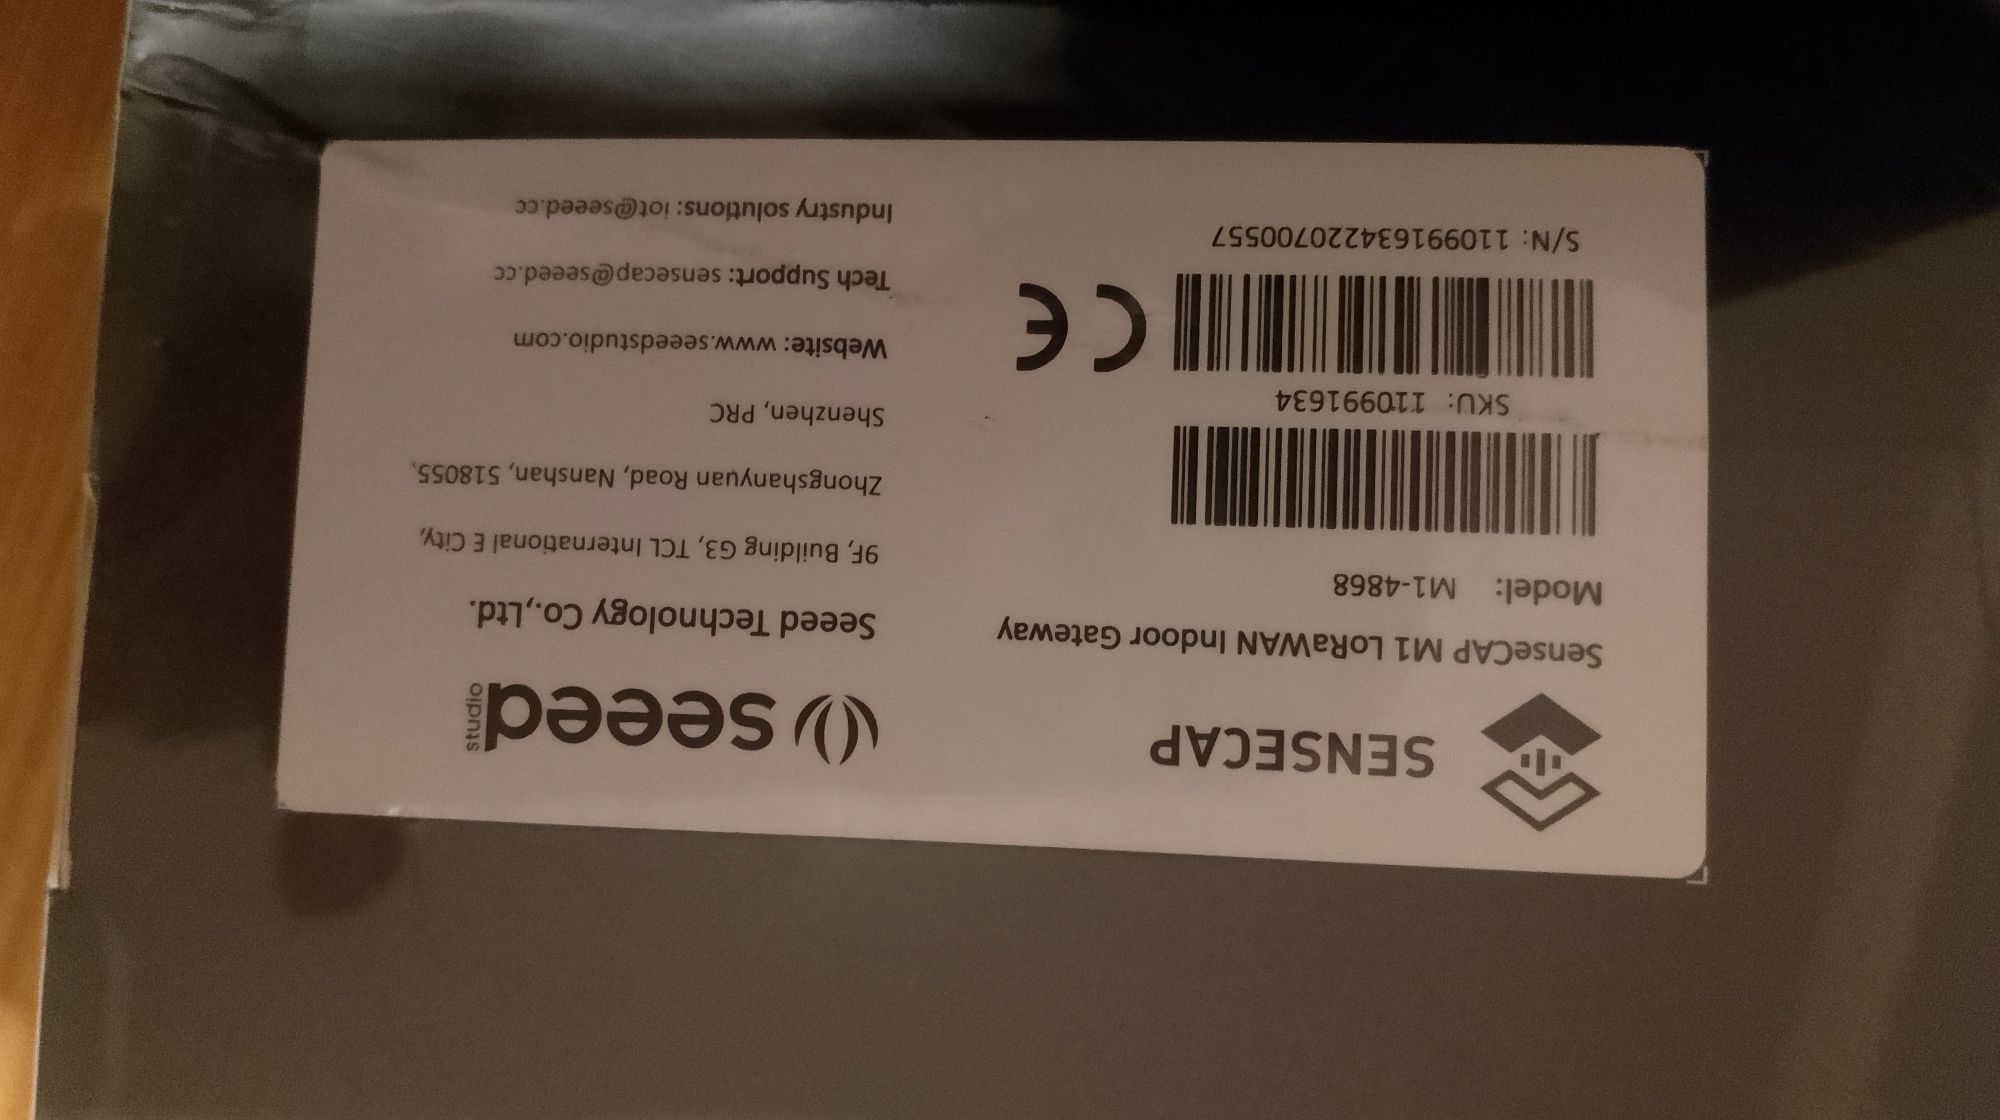 SENSECAP
SenseCAP M1 LoRaWAN Indoor Gateway
Model: M1-4868
SKU: 110991634
S/N: 110991634220700557
CE
seeed studio
Seeed Technology Co.,Ltd.
9F, Building G3, TCL International E City,
Zhongshanyuan Road, Nanshan, 518055,
Shenzhen, PRC
Website: www.seeedstudio.com
Tech Support: sensecap@seeed.cc
Industry solutions: iot@seeed.cc